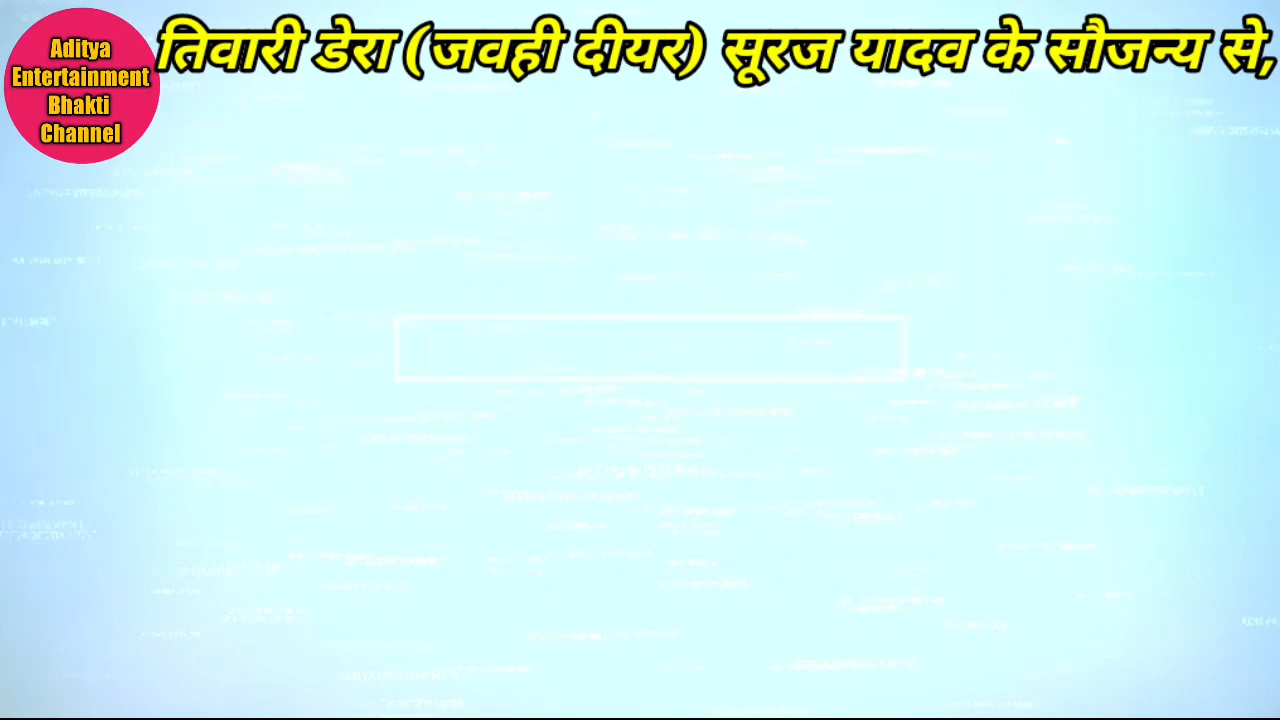 तिवारी डेरा (जवही दीयर) सूरज यादव के सौजन्य से,
Aditya
Entertainment
Bhakti
Channel